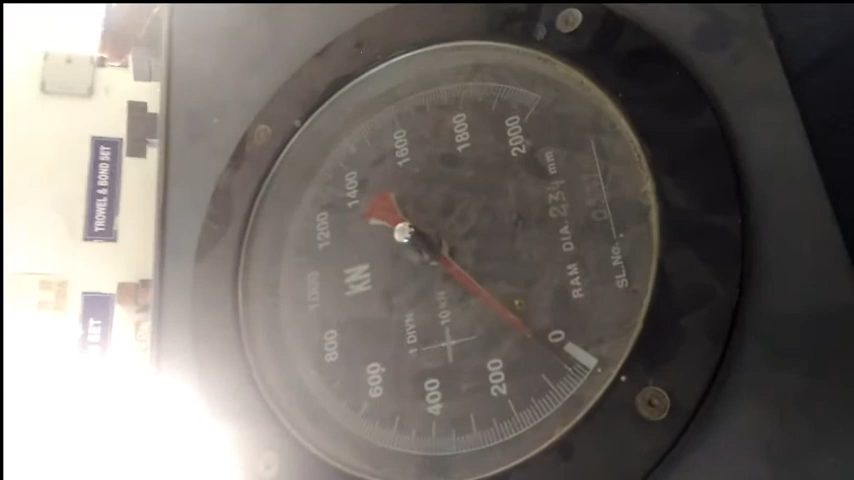 TROWEL & BOND SET
SET
0
200
400
600
800
1000
1200
1400
1600
1800
2000
KN
1 DIVN
10 KN
RAM DIA. 234 mm
SL.No.